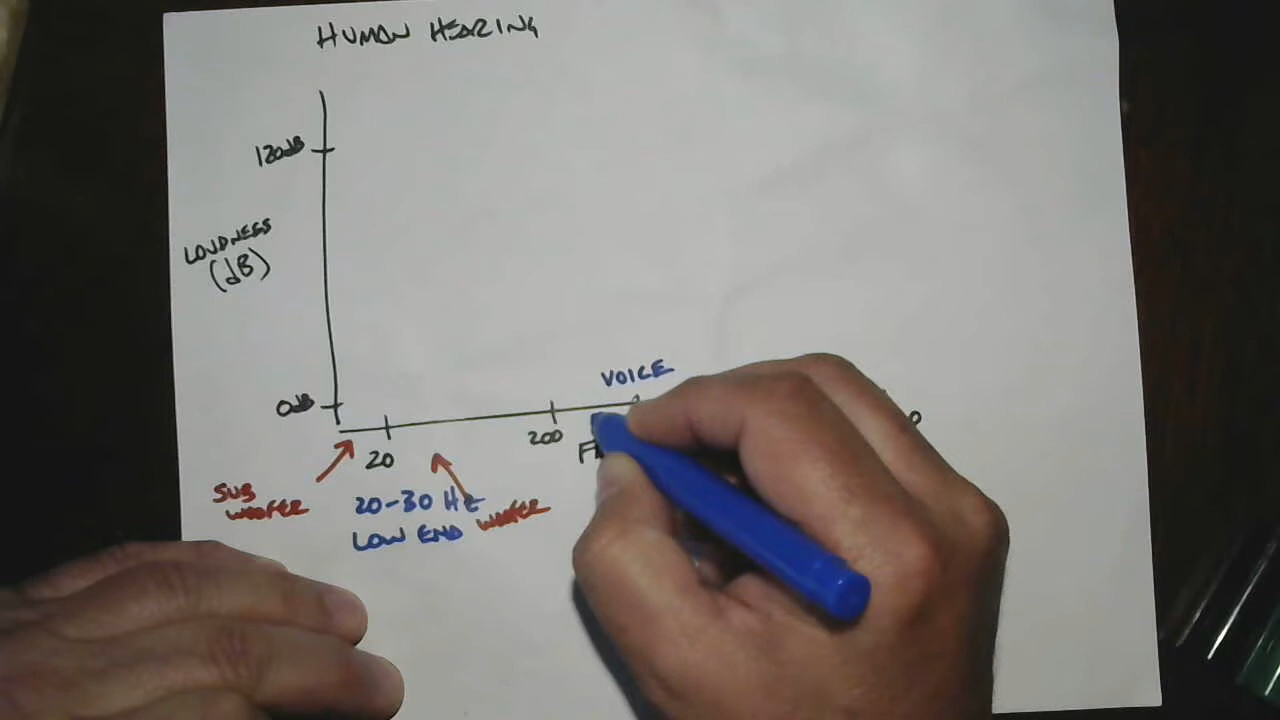 HUMAN HEARING
120dB
LOUDNESS
(dB)
0dB
VOICE
20
200
SUB
WOOFER
20-30 Hz
LOW END
WOOFER